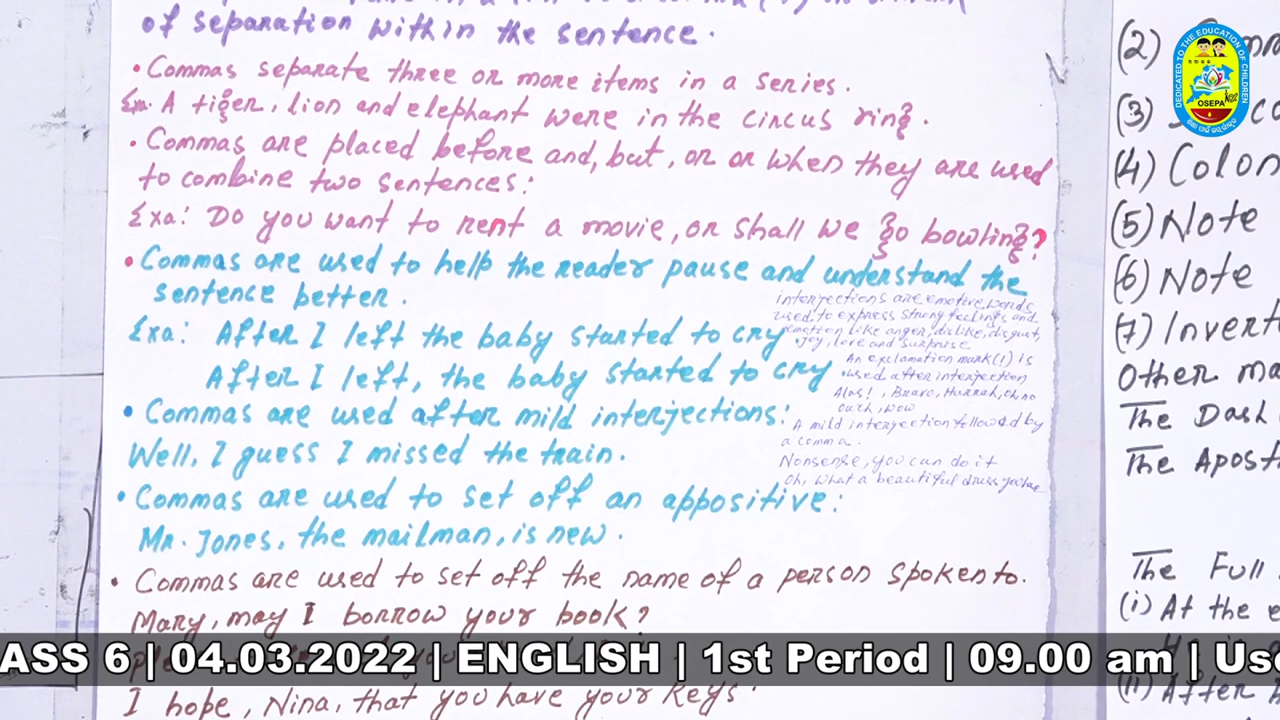 of separation within the sentence.
• Commas separate three or more items in a series.
Ex: A tiger, lion and elephant were in the circus ring.
• Commas are placed before and, but, or or when they are used
to combine two sentences:
Exa: Do you want to rent a movie, or shall we go bowling?
• Commas are used to help the reader pause and understand the
sentence better.
Exa: After I left the baby started to cry
After I left, the baby started to cry
interjections are emotive words
used to express strong feelings and
emotion like anger, dislike, disgust,
joy, love and surprise
An exclamation mark(!) is
used after interjection
Alas!, Bravo, Hurrah, oh no
ouch, wow
A mild interjection followed by
a comma.
Nonsense, you can do it
Oh, what a beautiful dress
• Commas are used after mild interjections:
Well, I guess I missed the train.
• Commas are used to set off an appositive:
Mr. Jones, the mailman, is new.
• Commas are used to set off the name of a person spoken to.
Mary, may I borrow your book?
I hope, Nina, that you have your keys.
(2)
(3)
(4) Colon
(5) Note
(6) Note
(7) Invert
Other ma
The Dash
The Apost
The Full
(i) At the e
(ii) After
DEDICATED TO THE EDUCATION OF CHILDREN
OSEPA
ASS 6 | 04.03.2022 | ENGLISH | 1st Period | 09.00 am | Use